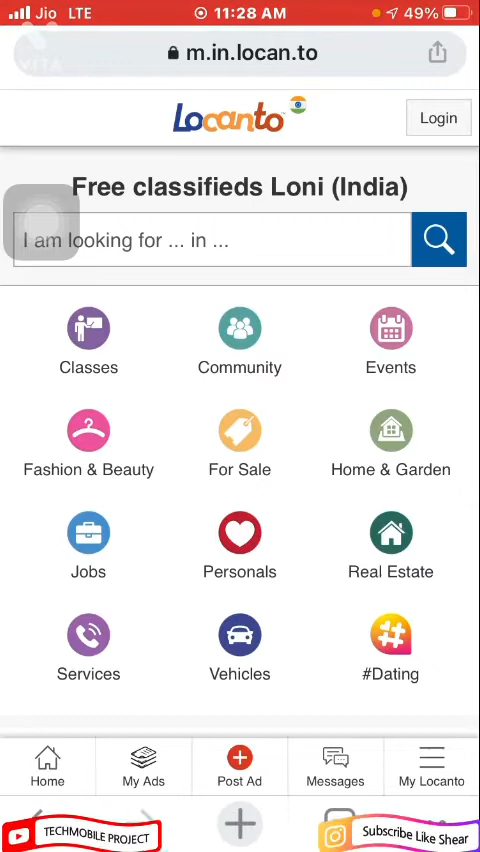 Jio LTE 11:28 AM 49%
VITA
m.in.locan.to
Locanto
Login
Free classifieds Loni (India)
I am looking for ... in ...
Classes Community Events
Fashion & Beauty For Sale Home & Garden
Jobs Personals Real Estate
Services Vehicles #Dating
Home My Ads Post Ad Messages My Locanto
TECHMOBILE PROJECT Subscribe Like Shear